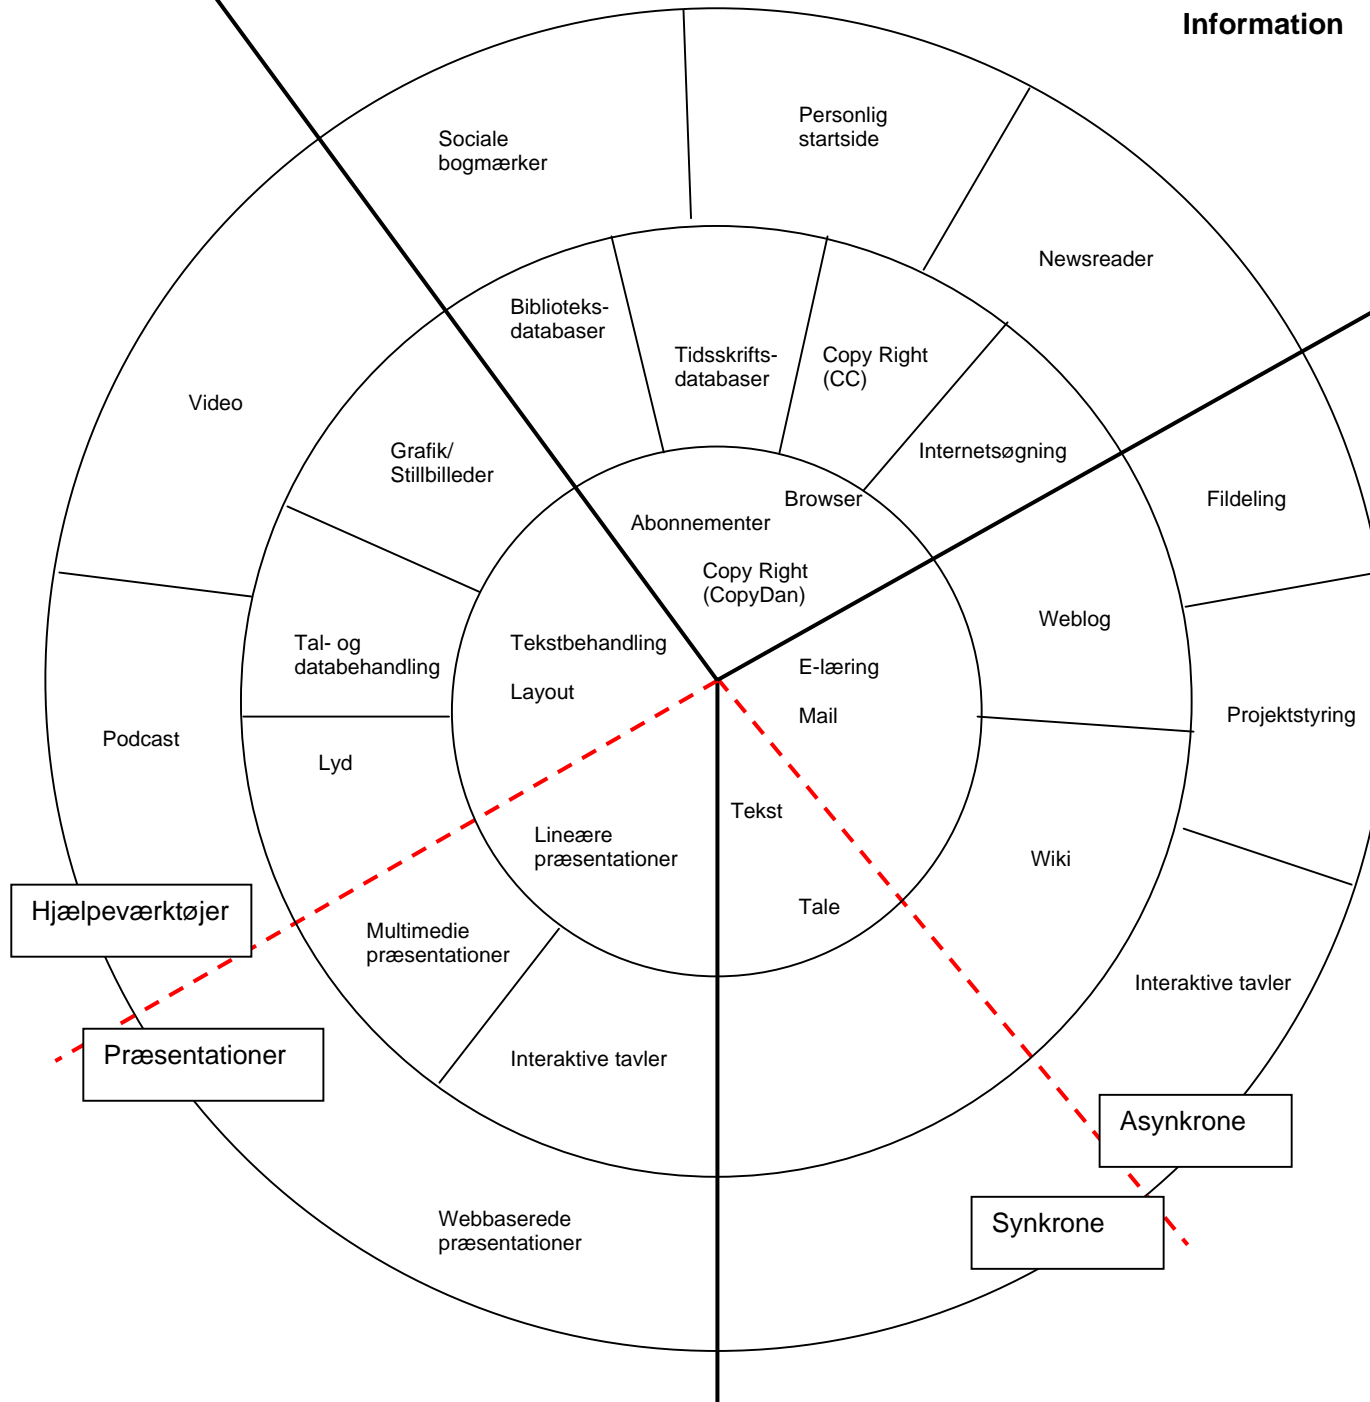 Information
Personlig
startside
Sociale
bogmærker
Newsreader
Biblioteks-
databaser
Tidsskrifts-
databaser
Copy Right
(CC)
Video
Grafik/
Stillbilleder
Internetsøgning
Browser
Abonnementer
Fildeling
Copy Right
(CopyDan)
Weblog
Tal- og
databehandling
Tekstbehandling
E-læring
Layout
Mail
Projektstyring
Podcast
Lyd
Tekst
Lineære
præsentationer
Wiki
Hjælpeværktøjer
Tale
Multimedie
præsentationer
Interaktive tavler
Præsentationer
Interaktive tavler
Asynkrone
Webbaserede
præsentationer
Synkrone